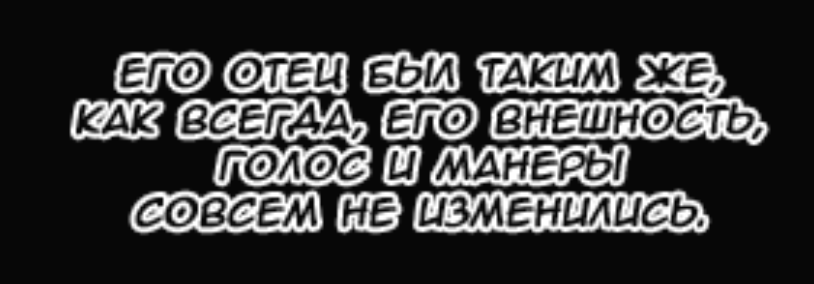 ЕГО ОТЕЦ БЫЛ ТАКИМ ЖЕ,
КАК ВСЕГДА, ЕГО ВНЕШНОСТЬ,
ГОЛОС И МАНЕРЫ
СОВСЕМ НЕ ИЗМЕНИЛИСЬ.